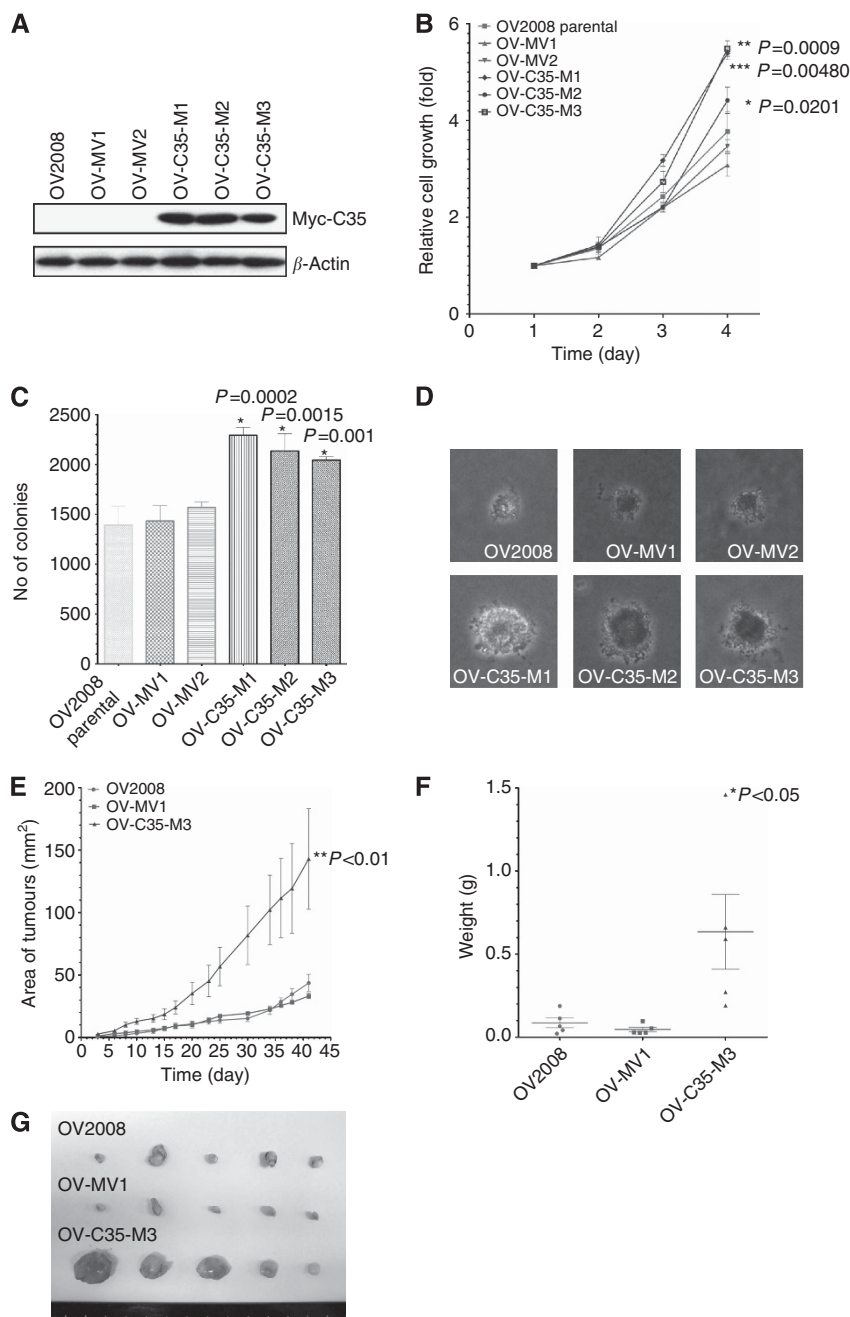 A
OV2008
OV-MV1
OV-MV2
OV-C35-M1
OV-C35-M2
OV-C35-M3
Myc-C35
β-Actin
B
OV2008 parental
OV-MV1
OV-MV2
OV-C35-M1
OV-C35-M2
OV-C35-M3
** P=0.0009
*** P=0.00480
* P=0.0201
6
4
2
0
Relative cell growth (fold)
0 1 2 3 4
Time (day)
C
P=0.0002
P=0.0015
P=0.001
* * *
2500
2000
1500
1000
500
0
No of colonies
OV2008 parental
OV-MV1
OV-MV2
OV-C35-M1
OV-C35-M2
OV-C35-M3
D
OV2008
OV-MV1
OV-MV2
OV-C35-M1
OV-C35-M2
OV-C35-M3
E
OV2008
OV-MV1
OV-C35-M3
**P<0.01
200
150
100
50
0
Area of tumours (mm²)
0 5 10 15 20 25 30 35 40 45
Time (day)
F
*P<0.05
1.5
1.0
0.5
0.0
Weight (g)
OV2008
OV-MV1
OV-C35-M3
G
OV2008
OV-MV1
OV-C35-M3